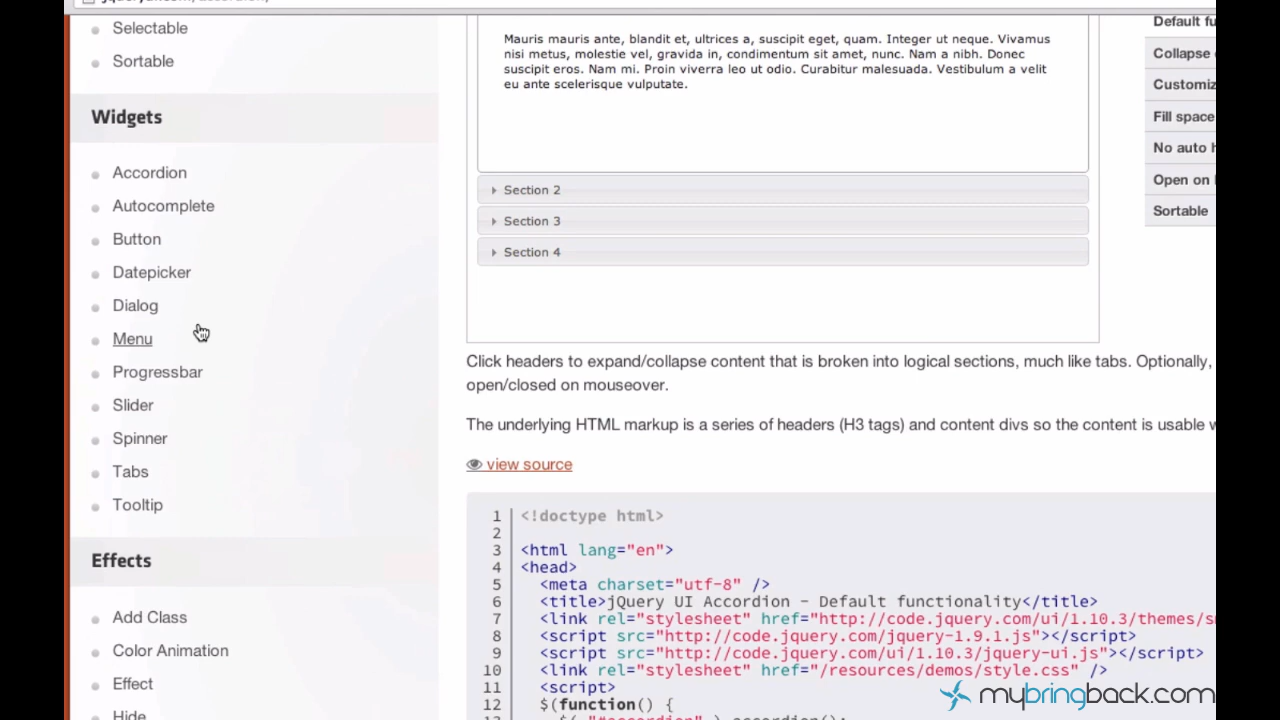 Selectable
Sortable
Widgets
Accordion
Autocomplete
Button
Datepicker
Dialog
Menu
Progressbar
Slider
Spinner
Tabs
Tooltip
Effects
Add Class
Color Animation
Effect
Hide
Mauris mauris ante, blandit et, ultrices a, suscipit eget, quam. Integer ut neque. Vivamus
nisi metus, molestie vel, gravida in, condimentum sit amet, nunc. Nam a nibh. Donec
suscipit eros. Nam mi. Proin viverra leo ut odio. Curabitur malesuada. Vestibulum a velit
eu ante scelerisque vulputate.
Section 2
Section 3
Section 4
Default fu
Collapse
Customiz
Fill space
No auto h
Open on
Sortable
Click headers to expand/collapse content that is broken into logical sections, much like tabs. Optionally,
open/closed on mouseover.
The underlying HTML markup is a series of headers (H3 tags) and content divs so the content is usable w
view source
1 <!doctype html>
2
3 <html lang="en">
4 <head>
5 <meta charset="utf-8" />
6 <title>jQuery UI Accordion - Default functionality</title>
7 <link rel="stylesheet" href="http://code.jquery.com/ui/1.10.3/themes/sm
8 <script src="http://code.jquery.com/jquery-1.9.1.js"></script>
9 <script src="http://code.jquery.com/ui/1.10.3/jquery-ui.js"></script>
10 <link rel="stylesheet" href="/resources/demos/style.css" />
11 <script>
12 $(function() {
mybringback.com